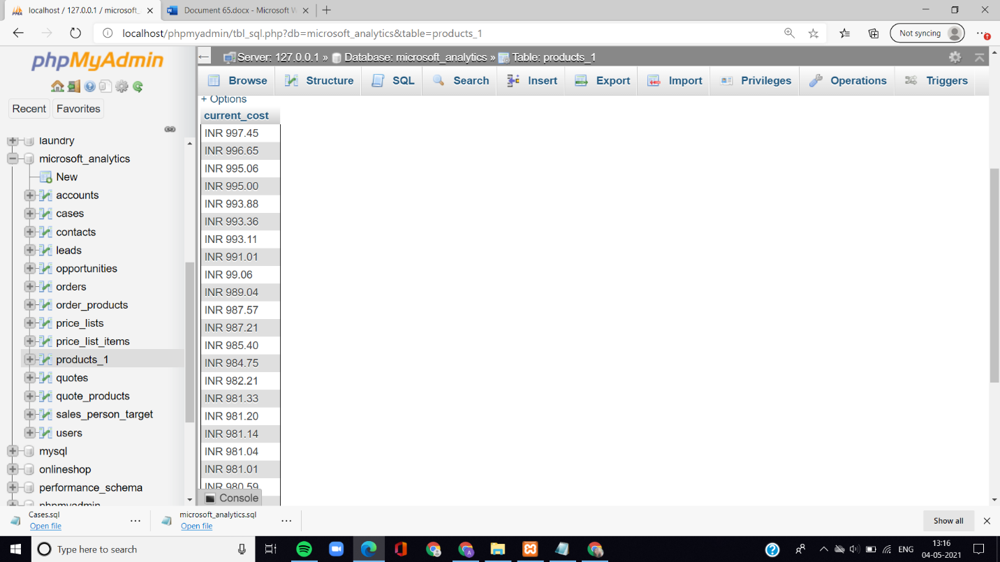 localhost / 127.0.0.1 / microsoft_
Document 65.docx - Microsoft W
localhost/phpmyadmin/tbl_sql.php?db=microsoft_analytics&table=products_1
Not syncing
phpMyAdmin
Recent
Favorites
laundry
microsoft_analytics
New
accounts
cases
contacts
leads
opportunities
orders
order_products
price_lists
price_list_items
products_1
quotes
quote_products
sales_person_target
users
mysql
onlineshop
performance_schema
phpmyadmin
Server: 127.0.0.1 » Database: microsoft_analytics » Table: products_1
Browse
Structure
SQL
Search
Insert
Export
Import
Privileges
Operations
Triggers
+ Options
current_cost
INR 997.45
INR 996.65
INR 995.06
INR 995.00
INR 993.88
INR 993.36
INR 993.11
INR 991.01
INR 99.06
INR 989.04
INR 987.57
INR 987.21
INR 985.40
INR 984.75
INR 982.21
INR 981.33
INR 981.20
INR 981.14
INR 981.04
INR 981.01
INR 980.59
Console
Cases.sql
Open file
microsoft_analytics.sql
Open file
Show all
Type here to search
ENG
13:16
04-05-2021